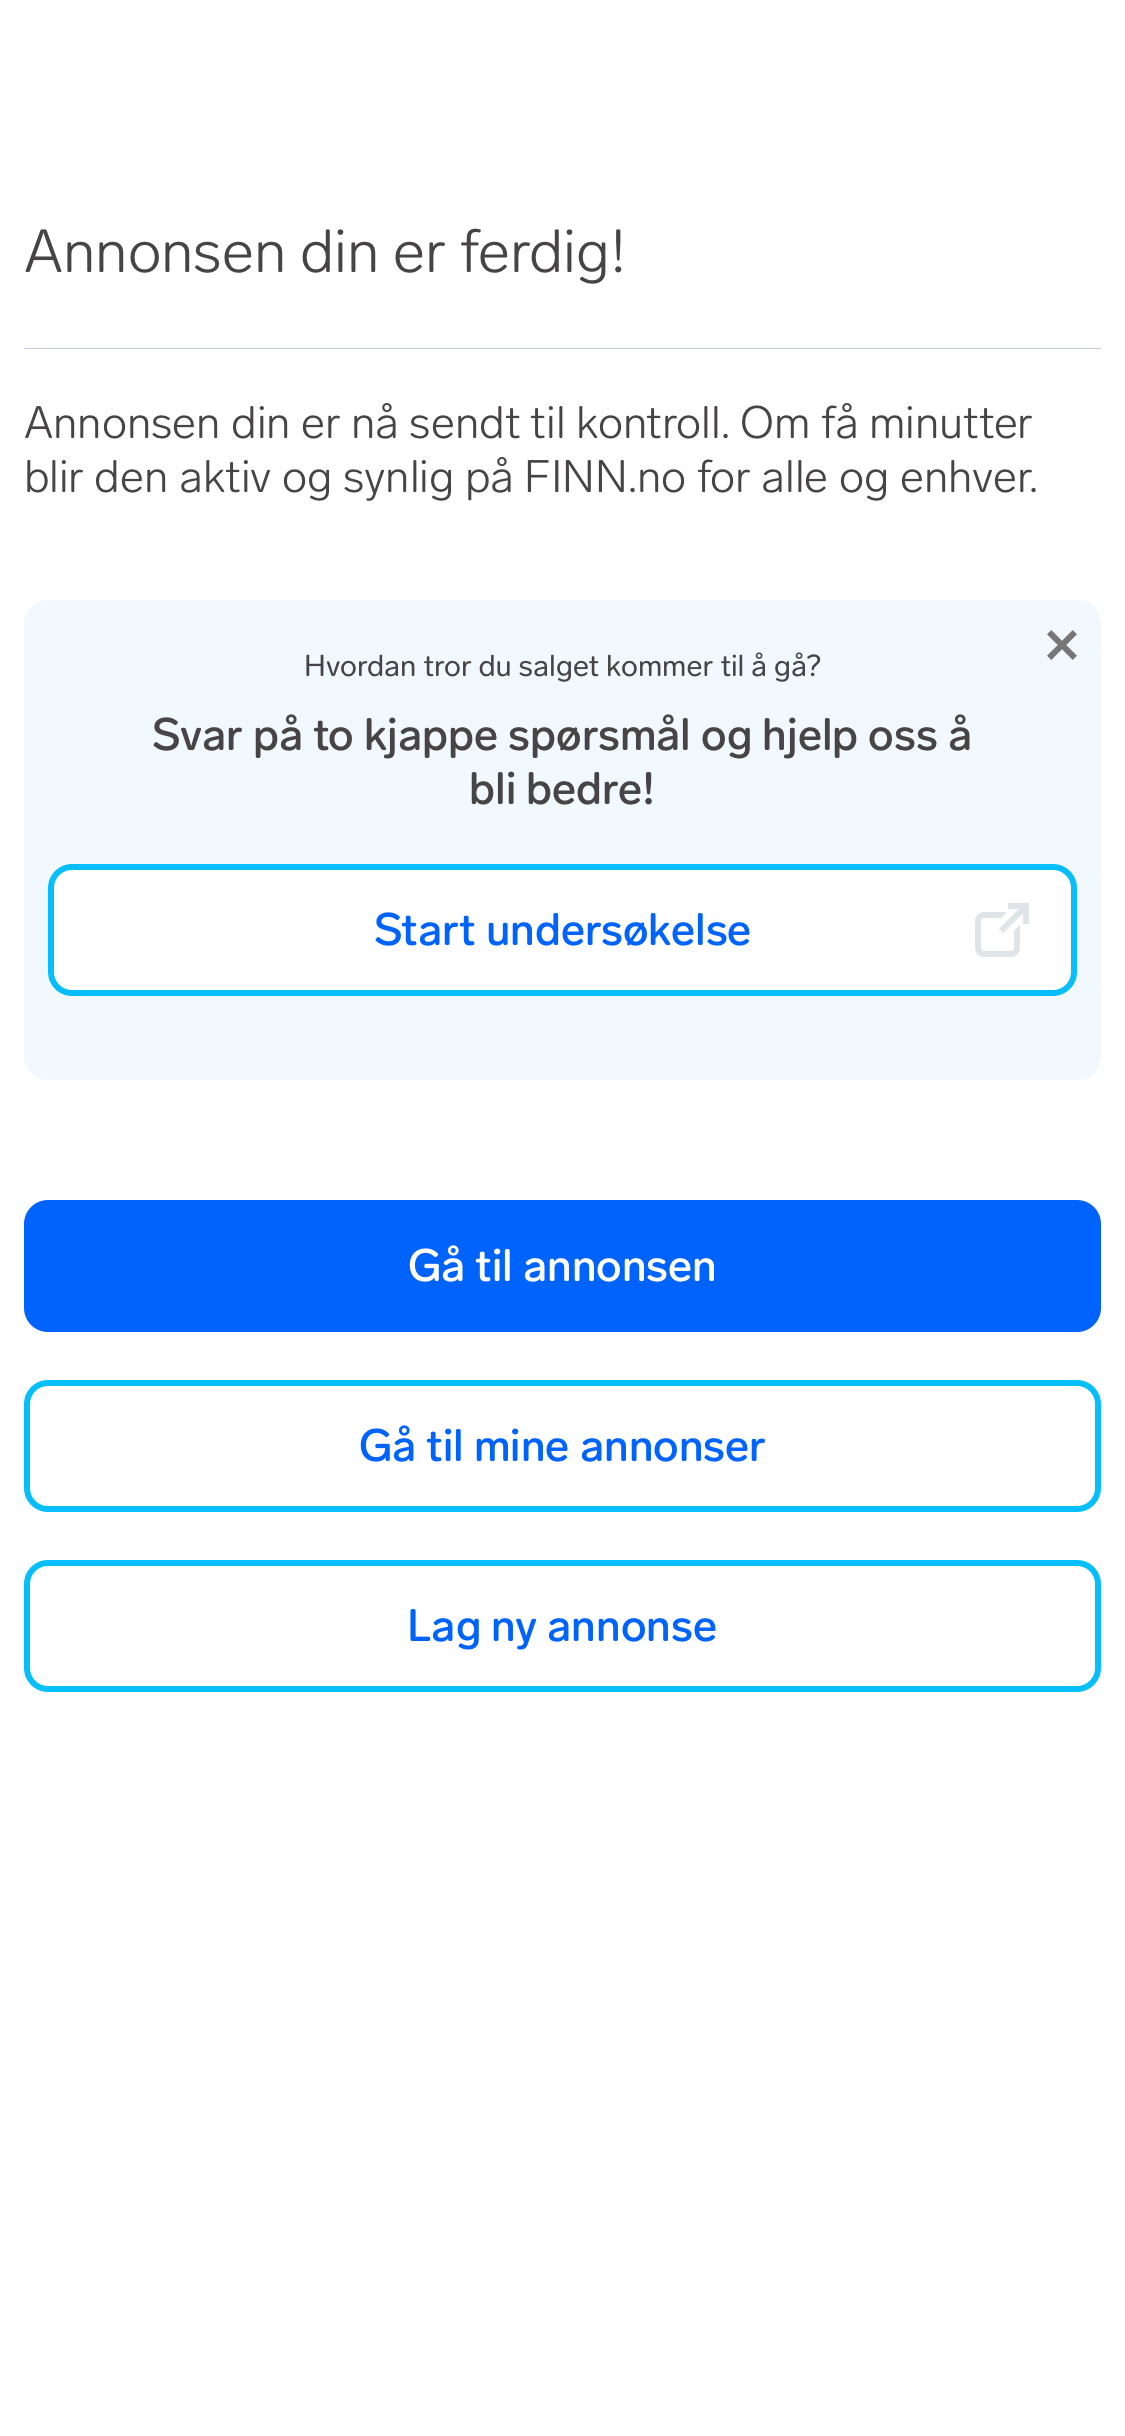 Annonsen din er ferdig!
Annonsen din er nå sendt til kontroll. Om få minutter
blir den aktiv og synlig på FINN.no for alle og enhver.
Hvordan tror du salget kommer til å gå?
Svar på to kjappe spørsmål og hjelp oss å
bli bedre!
Start undersøkelse
Gå til annonsen
Gå til mine annonser
Lag ny annonse